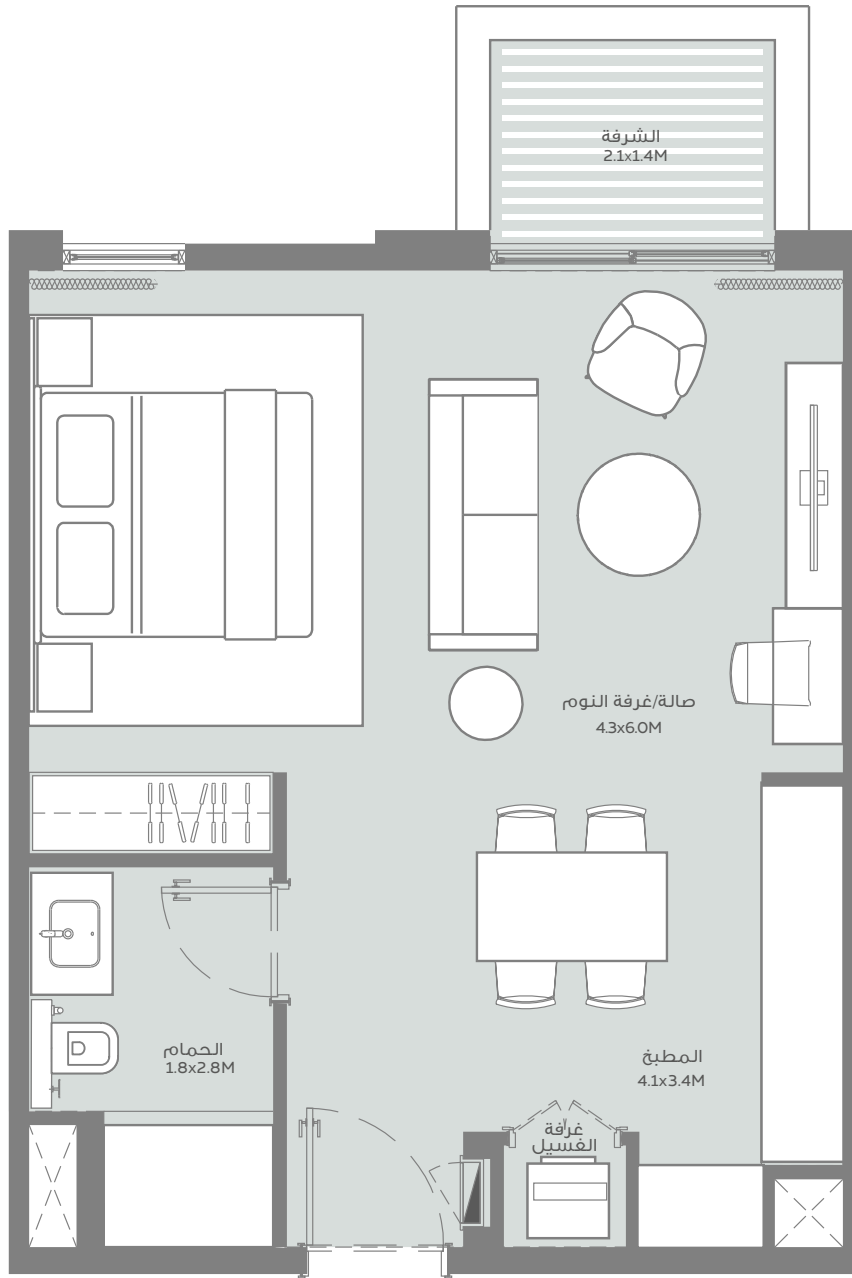 الشرفة
2.1x1.4M
صالة/غرفة النوم
4.3x6.0M
الحمام
1.8x2.8M
المطبخ
4.1x3.4M
غرفة
الغسيل